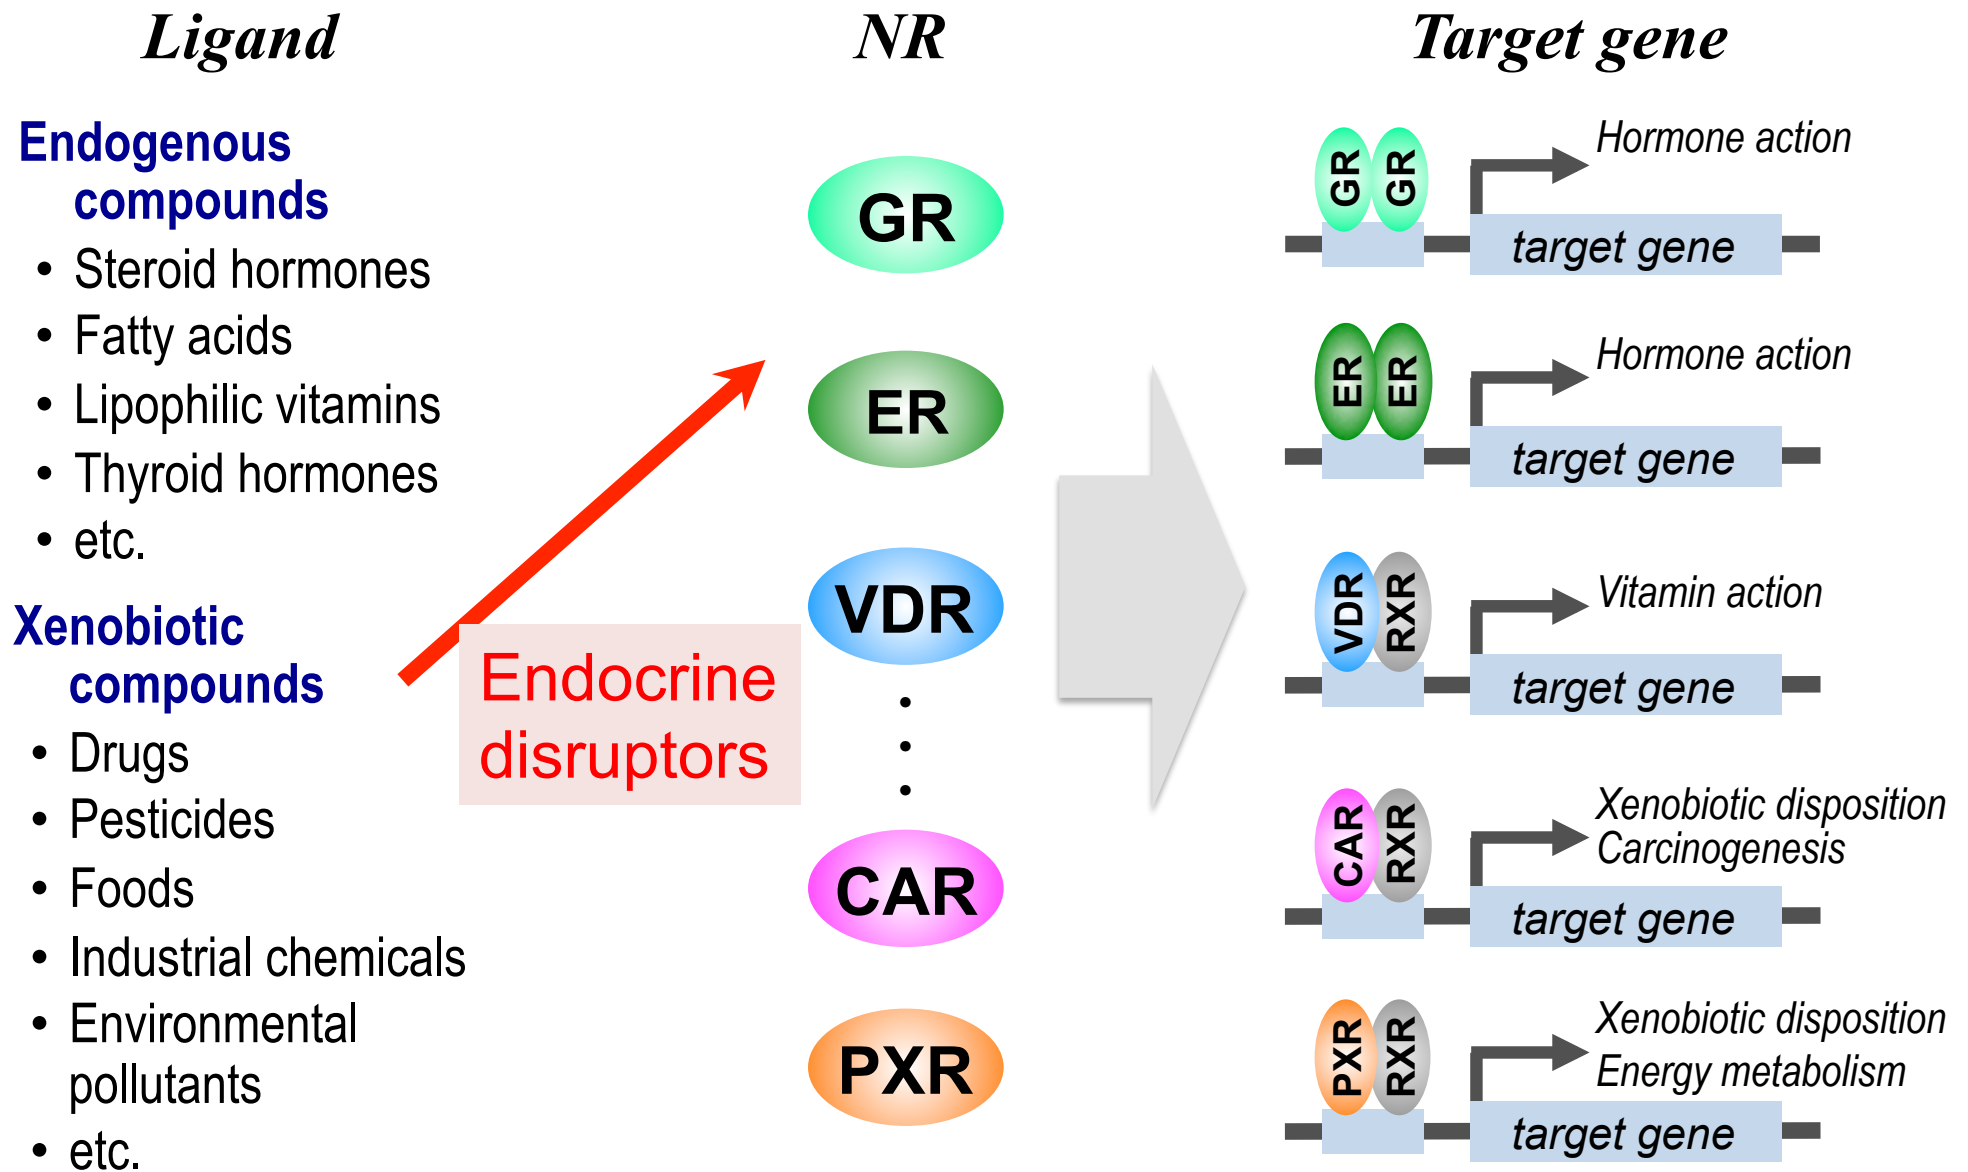 Ligand
NR
Target gene
Endogenous
compounds
• Steroid hormones
• Fatty acids
• Lipophilic vitamins
• Thyroid hormones
• etc.
Xenobiotic
compounds
• Drugs
• Pesticides
• Foods
• Industrial chemicals
• Environmental
pollutants
• etc.
Endocrine
disruptors
GR
ER
VDR
CAR
PXR
GR GR
Hormone action
target gene
ER ER
Hormone action
target gene
VDR RXR
Vitamin action
target gene
CAR RXR
Xenobiotic disposition
Carcinogenesis
target gene
PXR RXR
Xenobiotic disposition
Energy metabolism
target gene